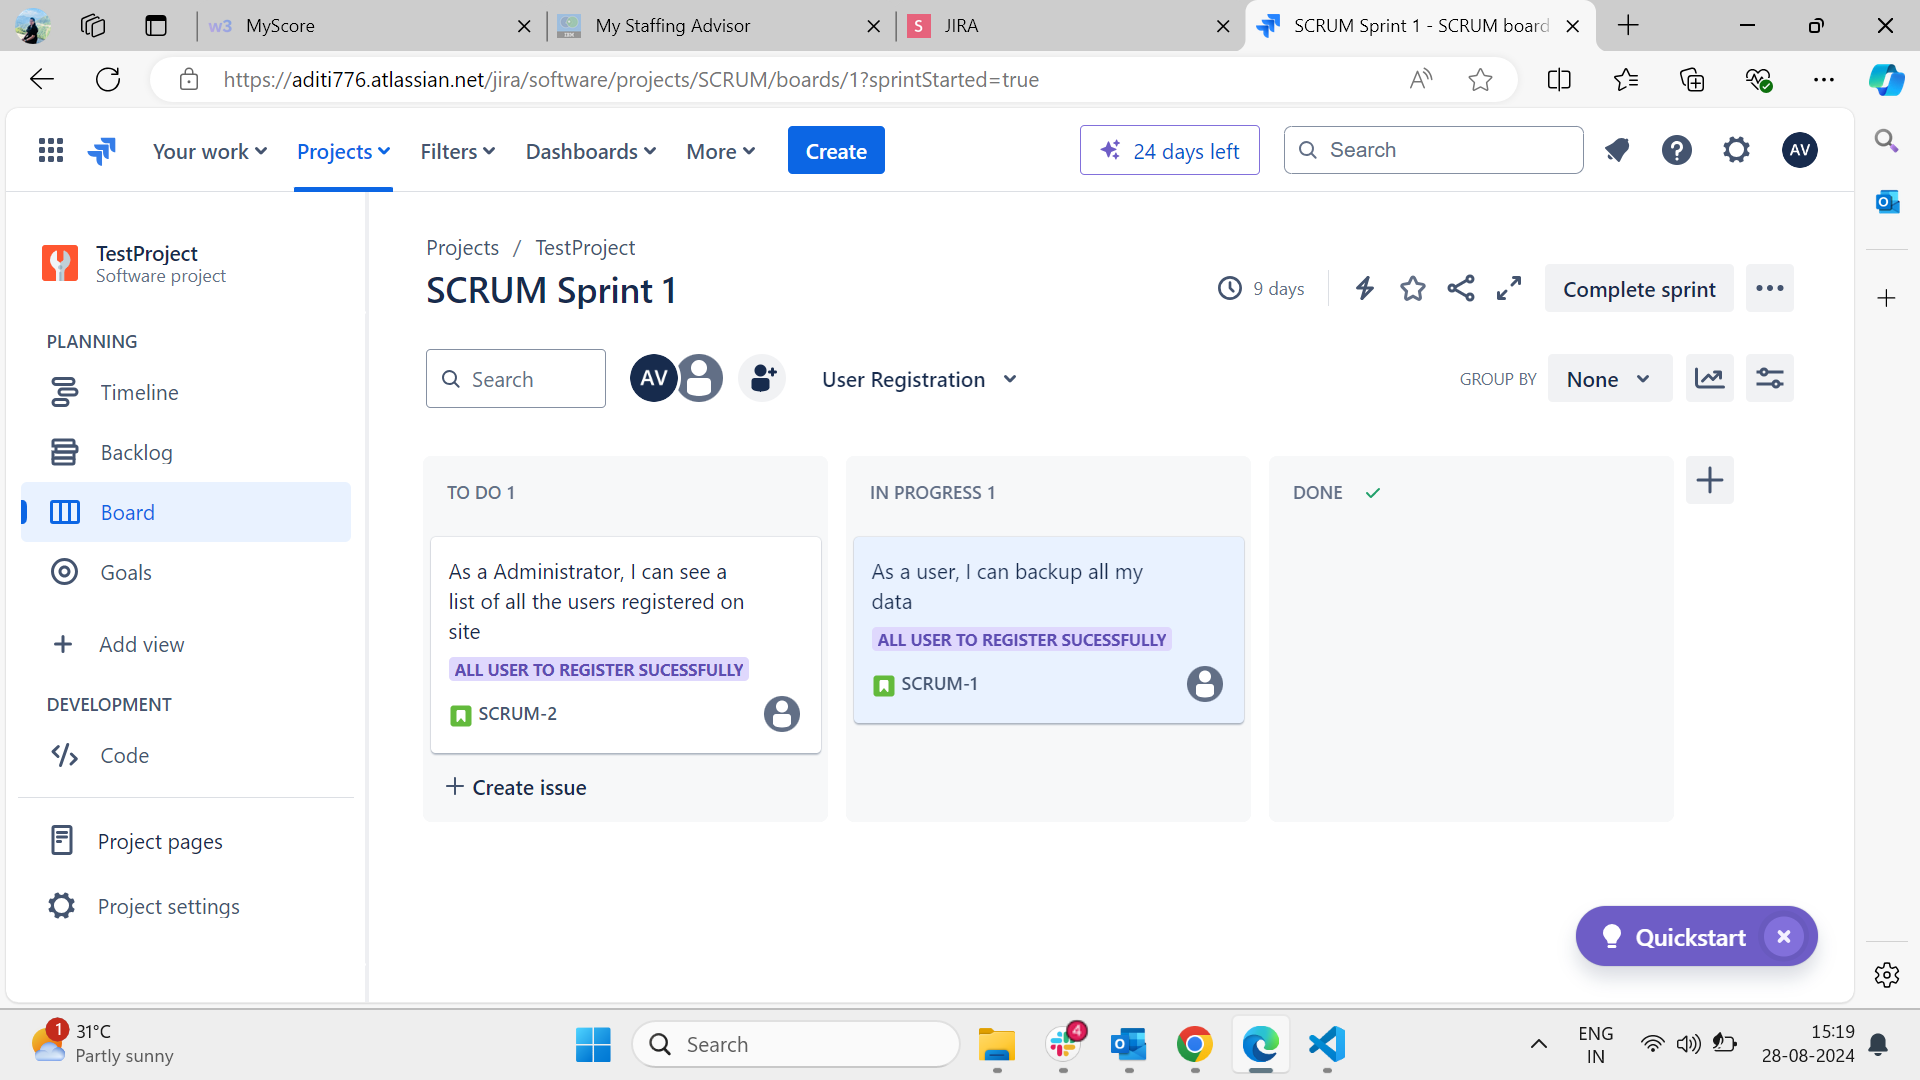 w3 MyScore
My Staffing Advisor
S JIRA
SCRUM Sprint 1 - SCRUM board
https://aditi776.atlassian.net/jira/software/projects/SCRUM/boards/1?sprintStarted=true
Your work
Projects
Filters
Dashboards
More
Create
24 days left
Search
AV
TestProject
Software project
PLANNING
Timeline
Backlog
Board
Goals
Add view
DEVELOPMENT
Code
Project pages
Project settings
Projects / TestProject
SCRUM Sprint 1
9 days
Complete sprint
Search
AV
User Registration
GROUP BY
None
TO DO 1
As a Administrator, I can see a
list of all the users registered on
site
ALL USER TO REGISTER SUCESSFULLY
SCRUM-2
Create issue
IN PROGRESS 1
As a user, I can backup all my
data
ALL USER TO REGISTER SUCESSFULLY
SCRUM-1
DONE
Quickstart
1
31°C
Partly sunny
Search
4
ENG
IN
15:19
28-08-2024